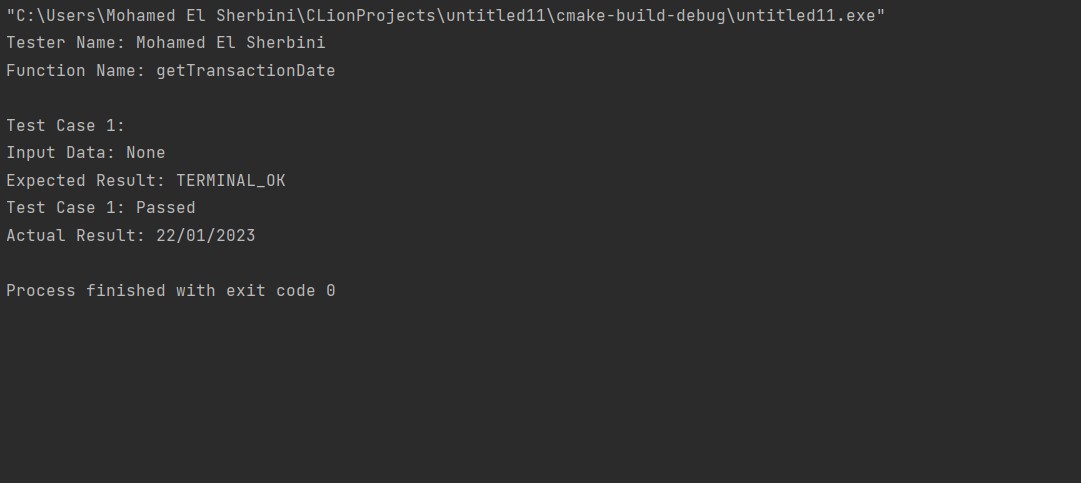 "C:\Users\Mohamed El Sherbini\CLionProjects\untitled11\cmake-build-debug\untitled11.exe"
Tester Name: Mohamed El Sherbini
Function Name: getTransactionDate
Test Case 1:
Input Data: None
Expected Result: TERMINAL_OK
Test Case 1: Passed
Actual Result: 22/01/2023
Process finished with exit code 0